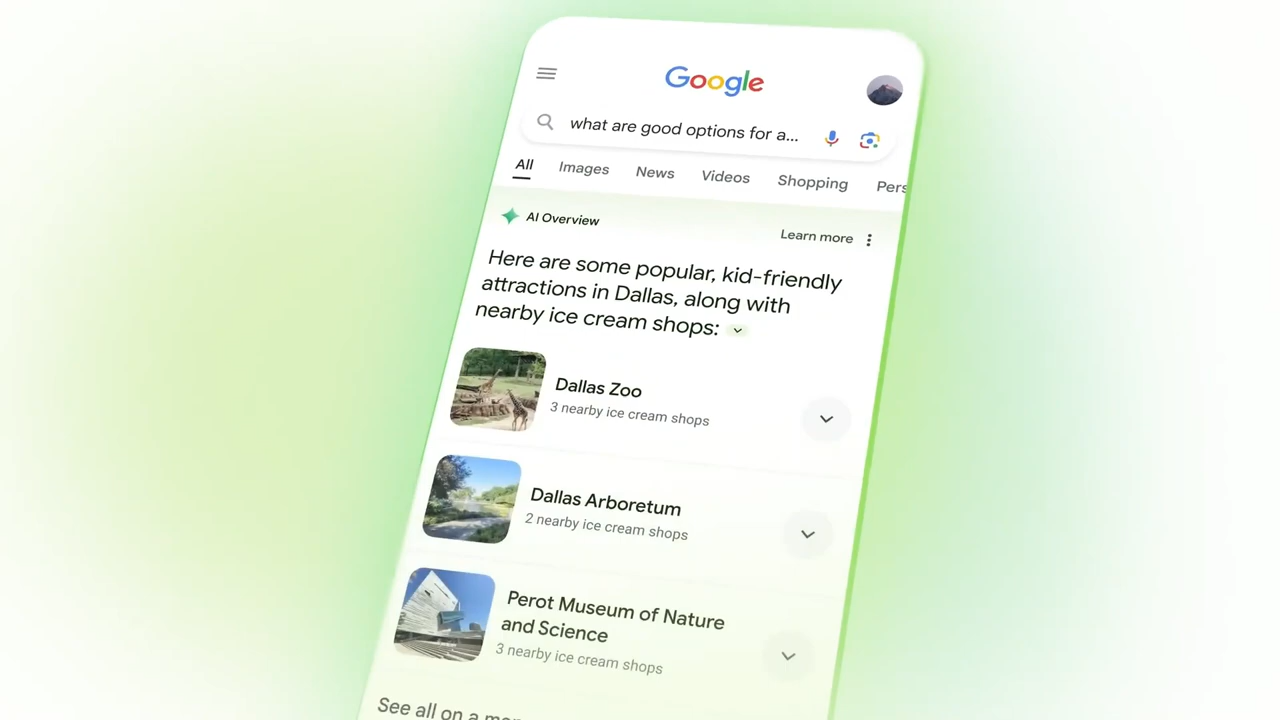 Google
what are good options for a...
All Images News Videos Shopping Pers
AI Overview
Learn more
Here are some popular, kid-friendly
attractions in Dallas, along with
nearby ice cream shops:
Dallas Zoo
3 nearby ice cream shops
Dallas Arboretum
2 nearby ice cream shops
Perot Museum of Nature
and Science
3 nearby ice cream shops
See all on a